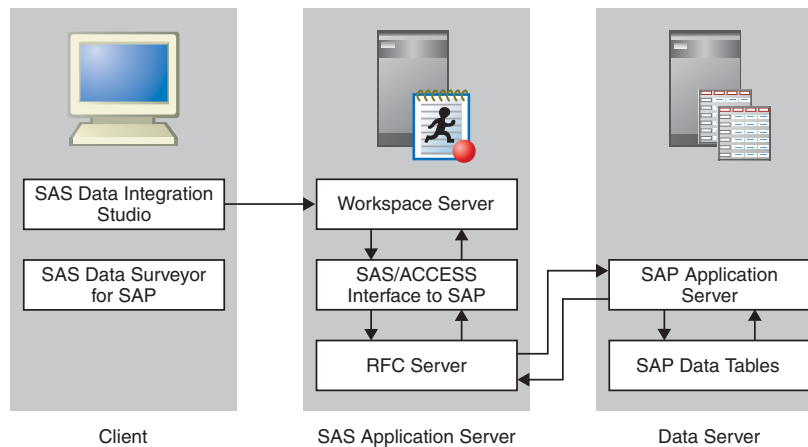 SAS Data Integration
Studio
SAS Data Surveyor
for SAP
Client
Workspace Server
SAS/ACCESS
Interface to SAP
RFC Server
SAS Application Server
SAP Application
Server
SAP Data Tables
Data Server